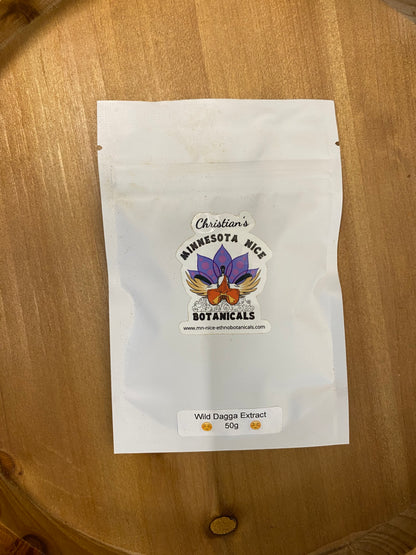 Christian's
MINNESOTA NICE
BOTANICALS
www.mn-nice-ethnobotanicals.com
Wild Dagga Extract
50g